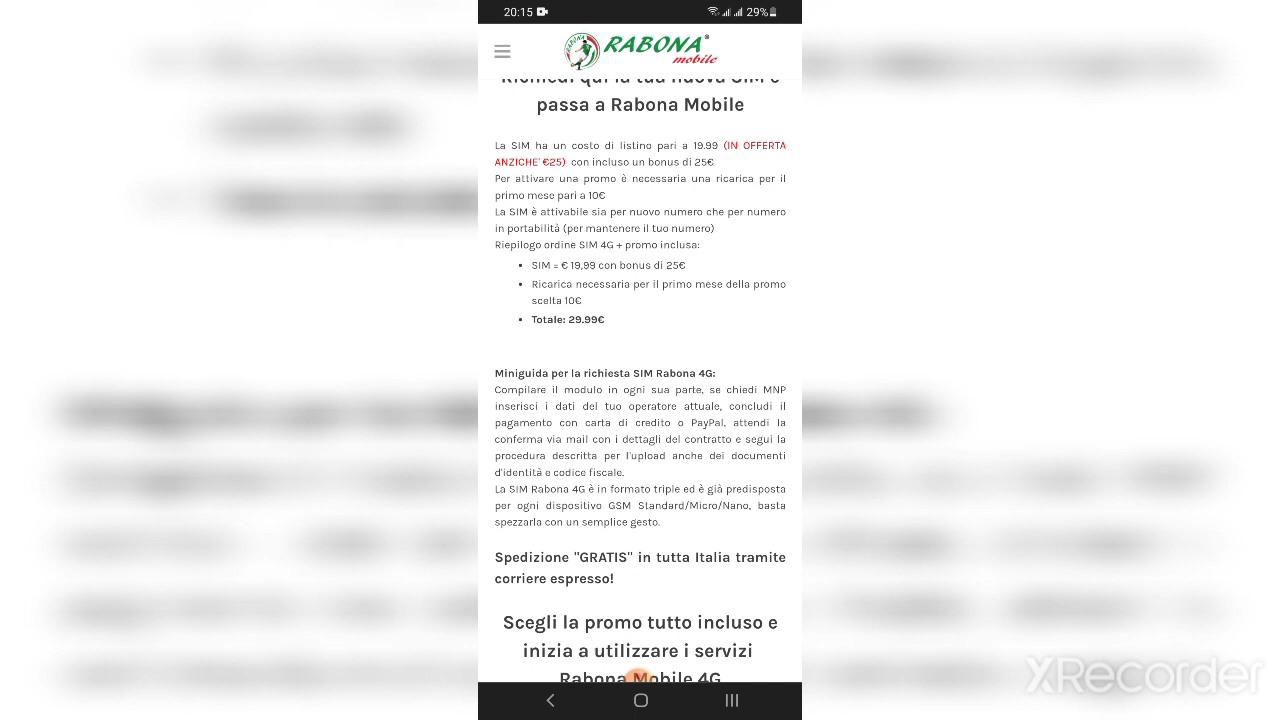 20:15
29%
RABONA
mobile
RABONA
Richiedi qui la tua nuova SIM e
passa a Rabona Mobile
La SIM ha un costo di listino pari a 19.99 (IN OFFERTA
ANZICHE' €25) con incluso un bonus di 25€
Per attivare una promo è necessaria una ricarica per il
primo mese pari a 10€
La SIM è attivabile sia per nuovo numero che per numero
in portabilità (per mantenere il tuo numero)
Riepilogo ordine SIM 4G + promo inclusa:
• SIM = € 19,99 con bonus di 25€
• Ricarica necessaria per il primo mese della promo
scelta 10€
• Totale: 29.99€
Miniguida per la richiesta SIM Rabona 4G:
Compilare il modulo in ogni sua parte, se chiedi MNP
inserisci i dati del tuo operatore attuale, concludi il
pagamento con carta di credito o PayPal, attendi la
conferma via mail con i dettagli del contratto e segui la
procedura descritta per l'upload anche dei documenti
d'identità e codice fiscale.
La SIM Rabona 4G è in formato triple ed è già predisposta
per ogni dispositivo GSM Standard/Micro/Nano, basta
spezzarla con un semplice gesto.
Spedizione "GRATIS" in tutta Italia tramite
corriere espresso!
Scegli la promo tutto incluso e
inizia a utilizzare i servizi
Rabona Mobile 4G
XRecorder